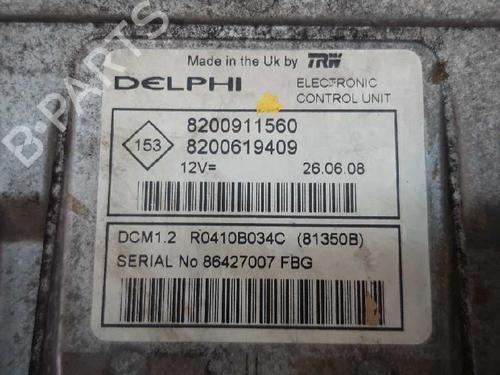 Made in the Uk by TRW
DELPHI
ELECTRONIC
CONTROL UNIT
153
8200911560
8200619409
12V=
26.06.08
DCM1.2 R0410B034C (81350B)
SERIAL No 86427007 FBG
B-PARTS